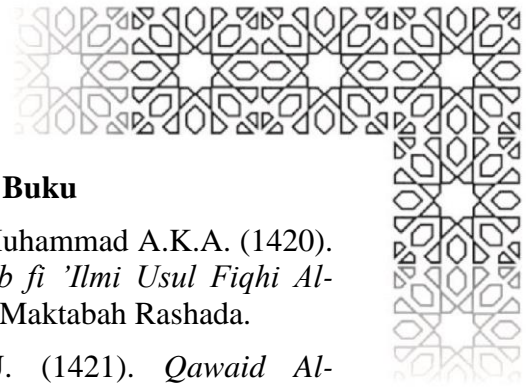 Buku
uhammad A.K.A. (1420).
b fi ’Ilmi Usul Fiqhi Al-
Maktabah Rashada.
(1421). Qawaid Al-